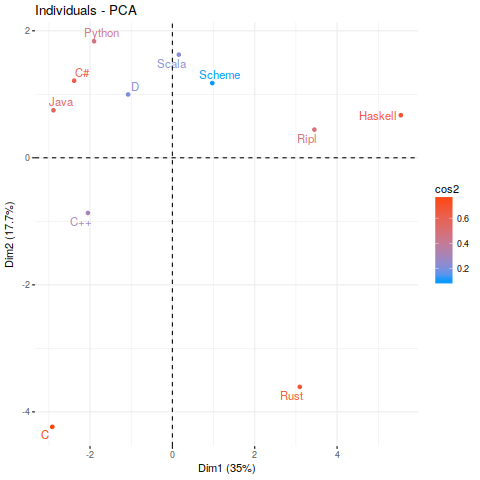 Individuals - PCA
Python
C#
Scala
D
Scheme
Java
Haskell
Ripl
C++
Rust
C
2
0
-2
-4
-2
0
2
4
Dim1 (35%)
Dim2 (17.7%)
cos2
0.6
0.4
0.2